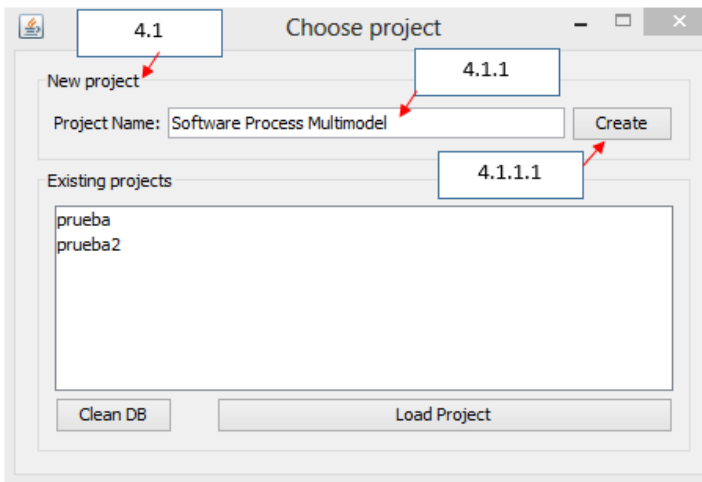 4.1
Choose project
4.1.1
New project
Project Name: Software Process Multimodel
Create
4.1.1.1
Existing projects
prueba
prueba2
Clean DB
Load Project